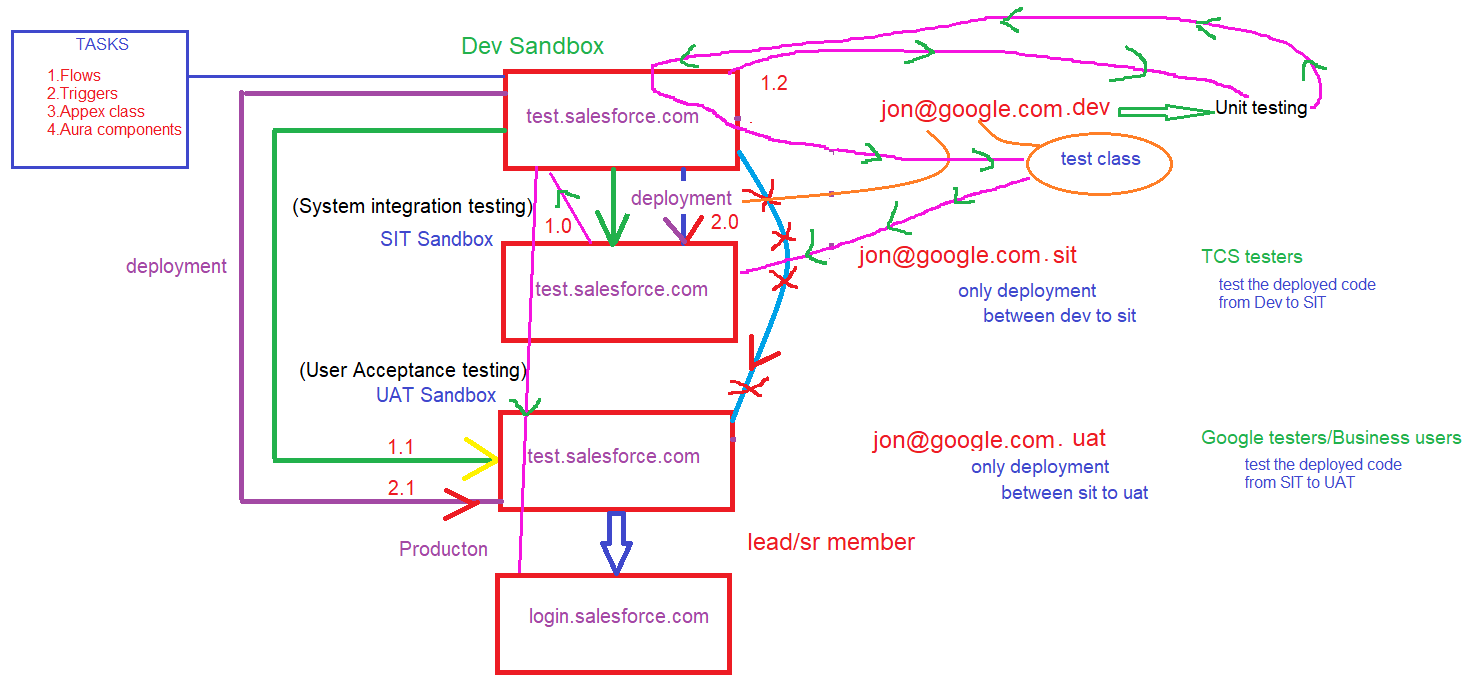 TASKS
1.Flows
2.Triggers
3.Appex class
4.Aura components
Dev Sandbox
test.salesforce.com
1.2
jon@google.com.dev
Unit testing
test class
deployment
2.0
1.0
(System integration testing)
SIT Sandbox
deployment
test.salesforce.com
jon@google.com.sit
only deployment
between dev to sit
TCS testers
test the deployed code
from Dev to SIT
(User Acceptance testing)
UAT Sandbox
test.salesforce.com
1.1
2.1
jon@google.com. uat
only deployment
between sit to uat
Google testers/Business users
test the deployed code
from SIT to UAT
Producton
lead/sr member
login.salesforce.com